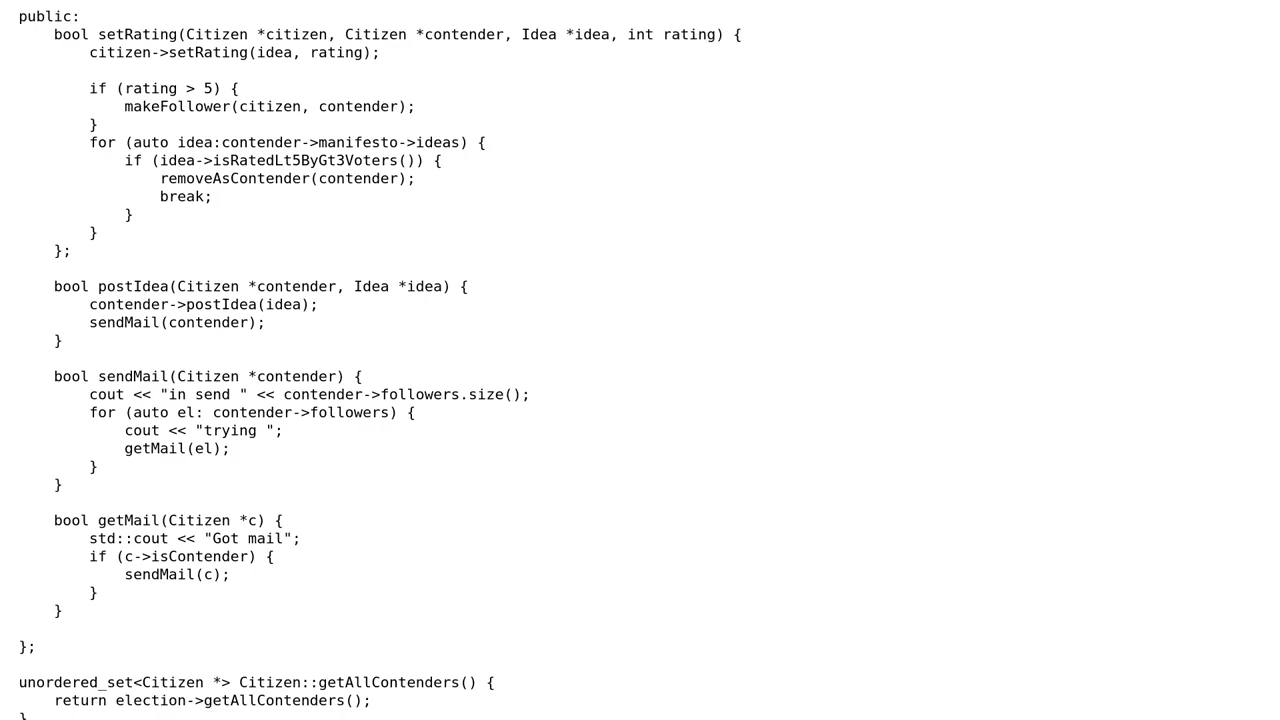 public:
    bool setRating(Citizen *citizen, Citizen *contender, Idea *idea, int rating) {
        citizen->setRating(idea, rating);

        if (rating > 5) {
            makeFollower(citizen, contender);
        }
        for (auto idea:contender->manifesto->ideas) {
            if (idea->isRatedLt5ByGt3Voters()) {
                removeAsContender(contender);
                break;
            }
        }
    };

    bool postIdea(Citizen *contender, Idea *idea) {
        contender->postIdea(idea);
        sendMail(contender);
    }

    bool sendMail(Citizen *contender) {
        cout << "in send " << contender->followers.size();
        for (auto el: contender->followers) {
            cout << "trying ";
            getMail(el);
        }
    }

    bool getMail(Citizen *c) {
        std::cout << "Got mail";
        if (c->isContender) {
            sendMail(c);
        }
    }

};

unordered_set<Citizen *> Citizen::getAllContenders() {
    return election->getAllContenders();
}